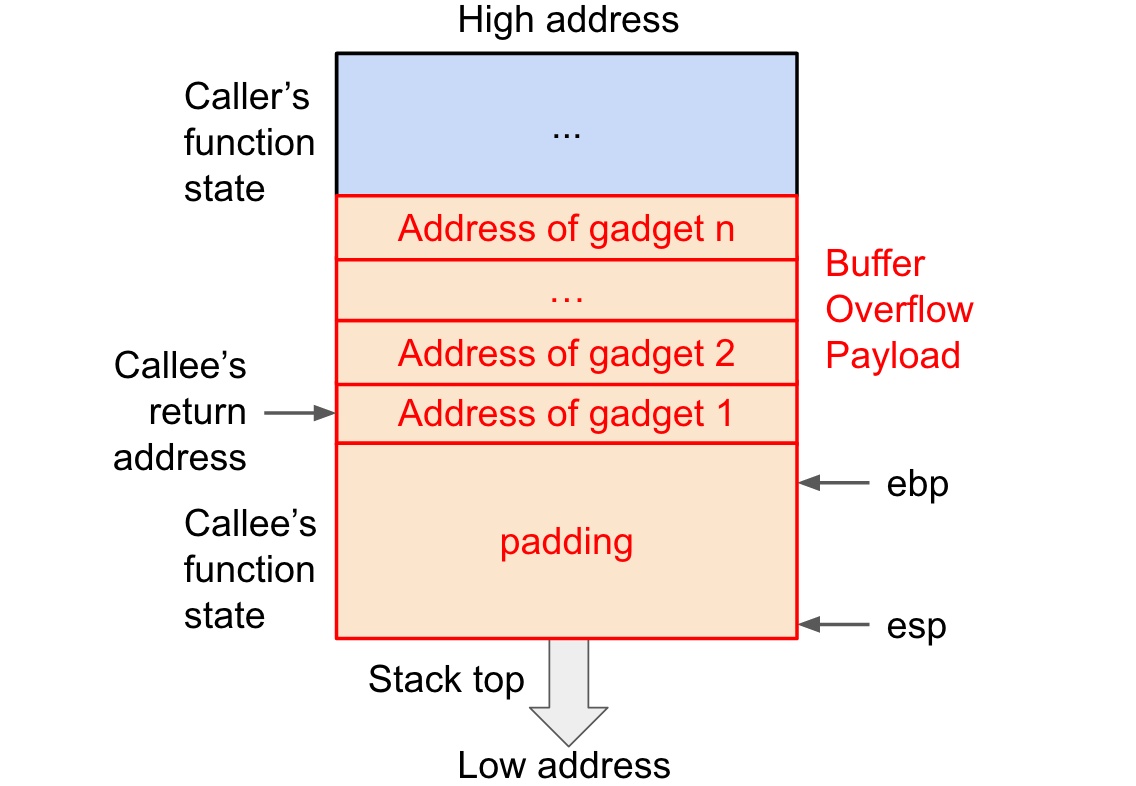 High address
Caller’s
function
state
...
Address of gadget n
…
Address of gadget 2
Address of gadget 1
Buffer
Overflow
Payload
Callee’s
return
address
Callee’s
function
state
padding
ebp
esp
Stack top
Low address